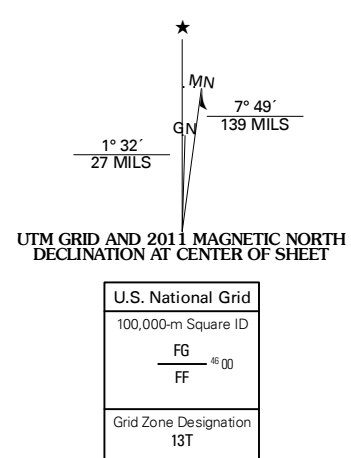 ★
MN
7° 49´
139 MILS
GN
1° 32´
27 MILS
UTM GRID AND 2011 MAGNETIC NORTH
DECLINATION AT CENTER OF SHEET
U.S. National Grid
100,000-m Square ID
FG
46 00
FF
Grid Zone Designation
13T